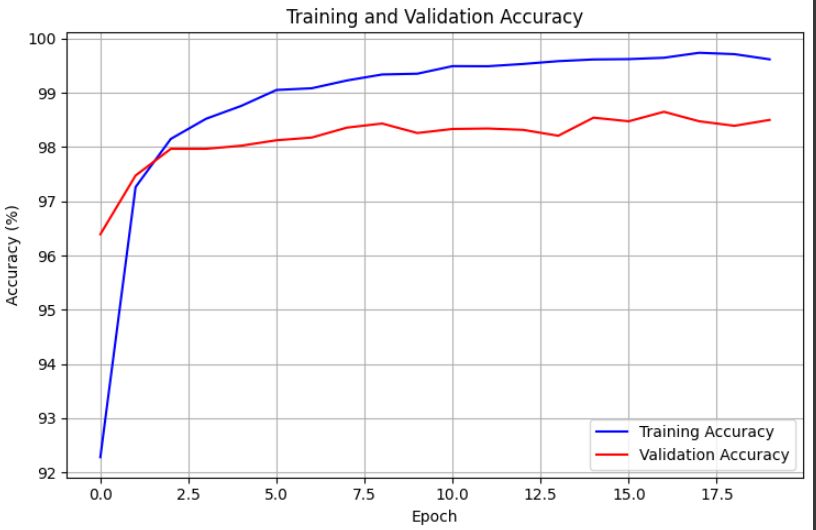 Training and Validation Accuracy
Accuracy (%)
100
99
98
97
96
95
94
93
92
0.0 2.5 5.0 7.5 10.0 12.5 15.0 17.5
Epoch
Training Accuracy
Validation Accuracy